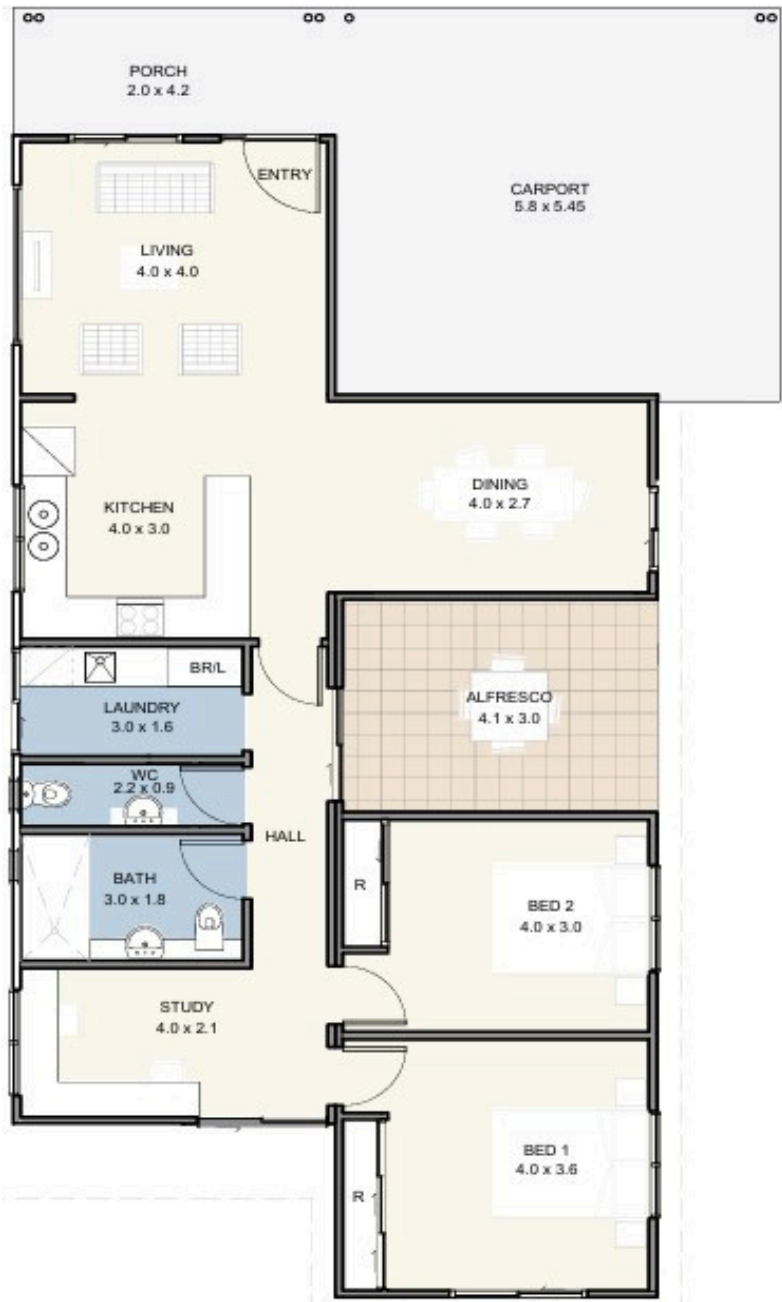 PORCH
2.0 x 4.2
ENTRY
CARPORT
5.8 x 5.45
LIVING
4.0 x 4.0
KITCHEN
4.0 x 3.0
DINING
4.0 x 2.7
BR/L
LAUNDRY
3.0 x 1.6
ALFRESCO
4.1 x 3.0
WC
2.2 x 0.9
HALL
BATH
3.0 x 1.8
R
BED 2
4.0 x 3.0
STUDY
4.0 x 2.1
BED 1
4.0 x 3.6
R